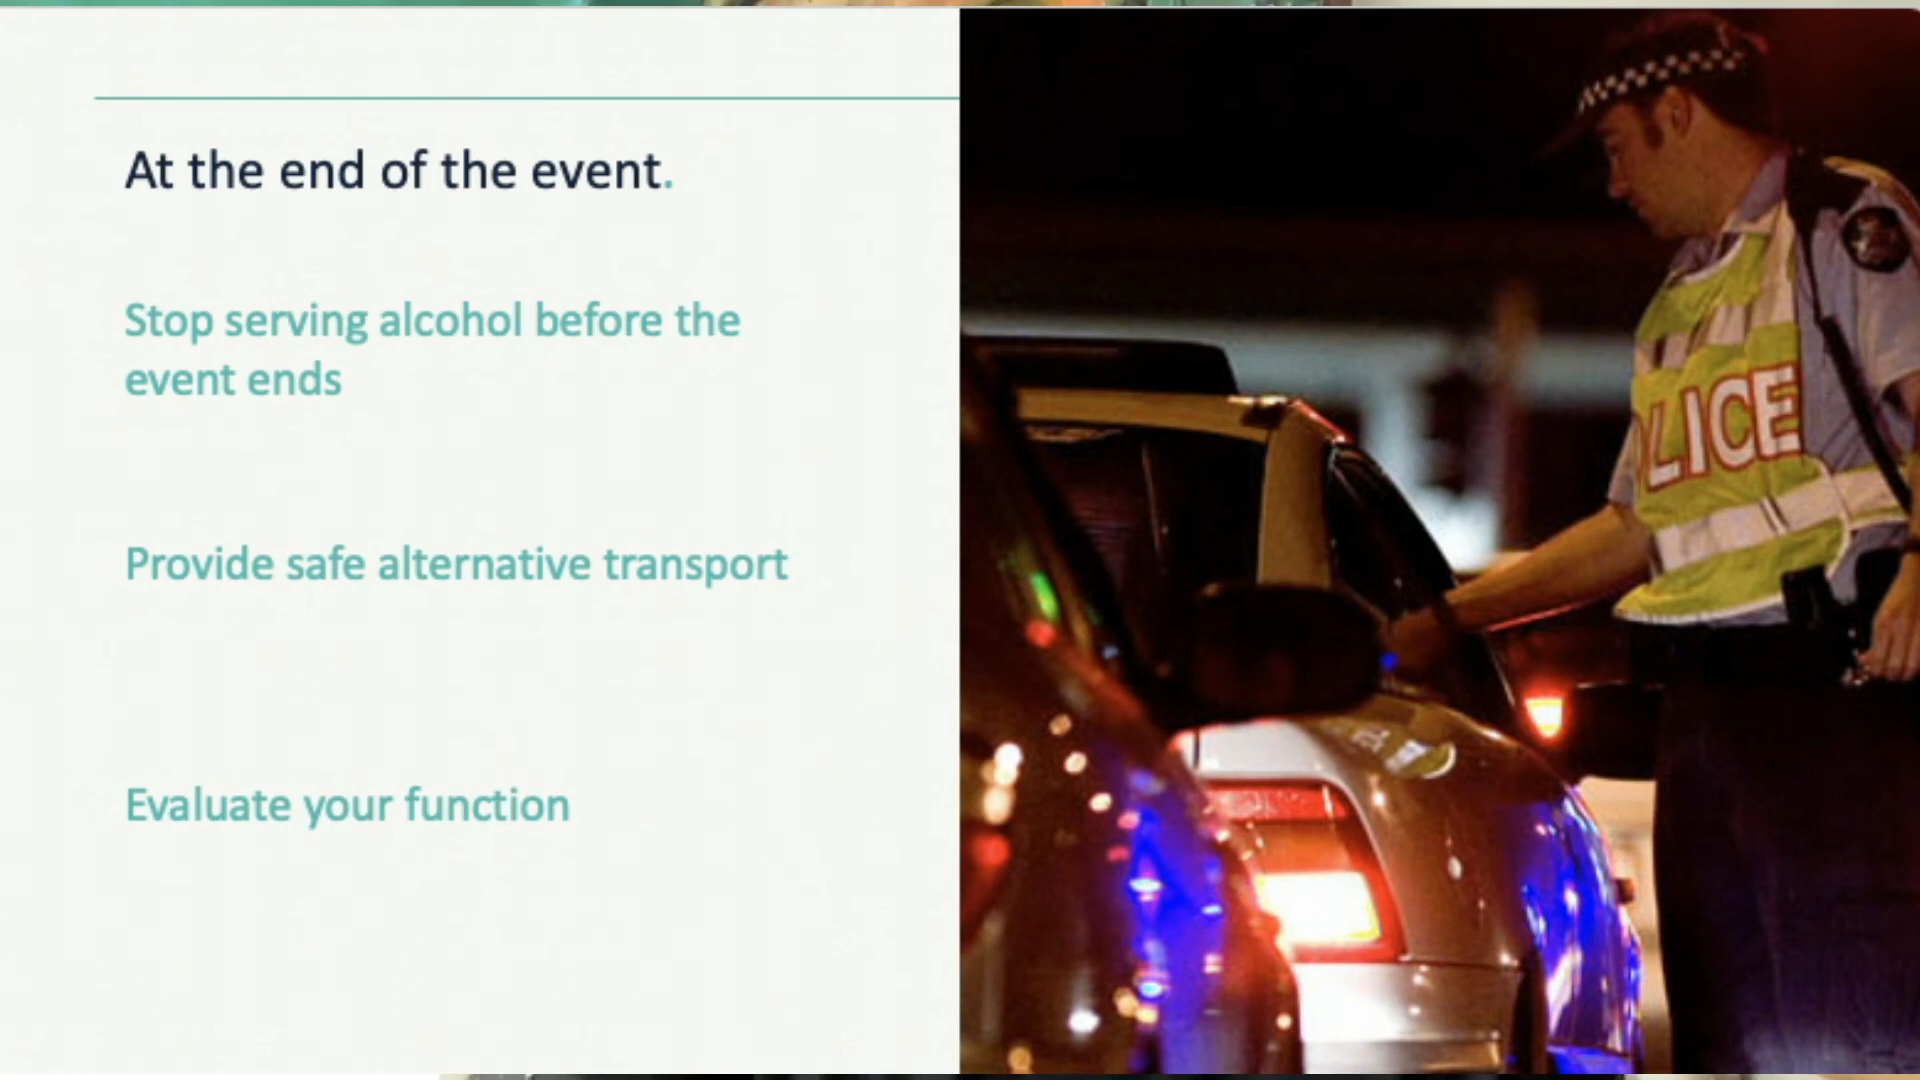 At the end of the event.
Stop serving alcohol before the
event ends
Provide safe alternative transport
Evaluate your function
LICE